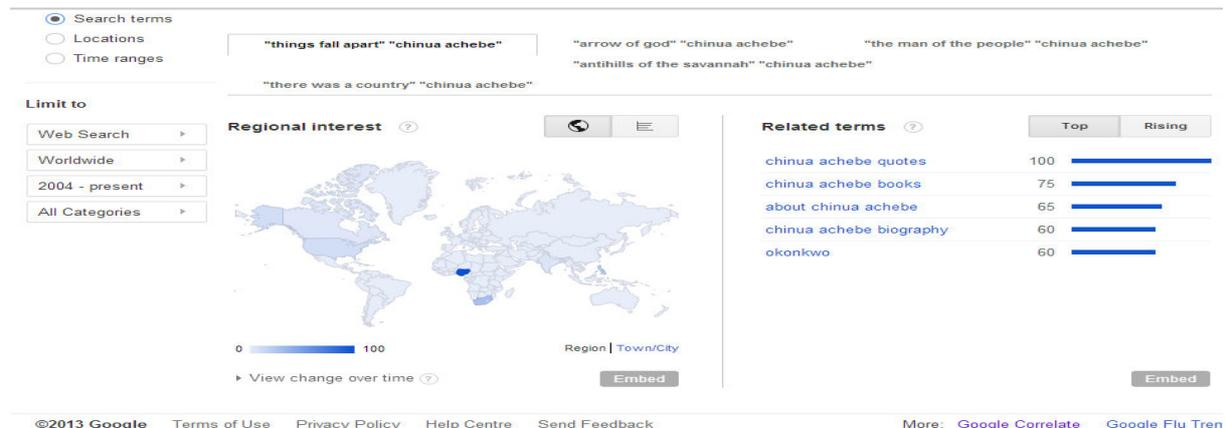 Search terms
Locations
Time ranges
Limit to
Web Search
Worldwide
2004 - present
All Categories
"things fall apart" "chinua achebe"
"arrow of god" "chinua achebe"
"the man of the people" "chinua achebe"
"antihills of the savannah" "chinua achebe"
"there was a country" "chinua achebe"
Regional interest ?
0 100
Region Town/City
View change over time ?
Embed
Related terms ?
Top Rising
chinua achebe quotes 100
chinua achebe books 75
about chinua achebe 65
chinua achebe biography 60
okonkwo 60
Embed
©2013 Google Terms of Use Privacy Policy Help Centre Send Feedback More: Google Correlate Google Flu Tren